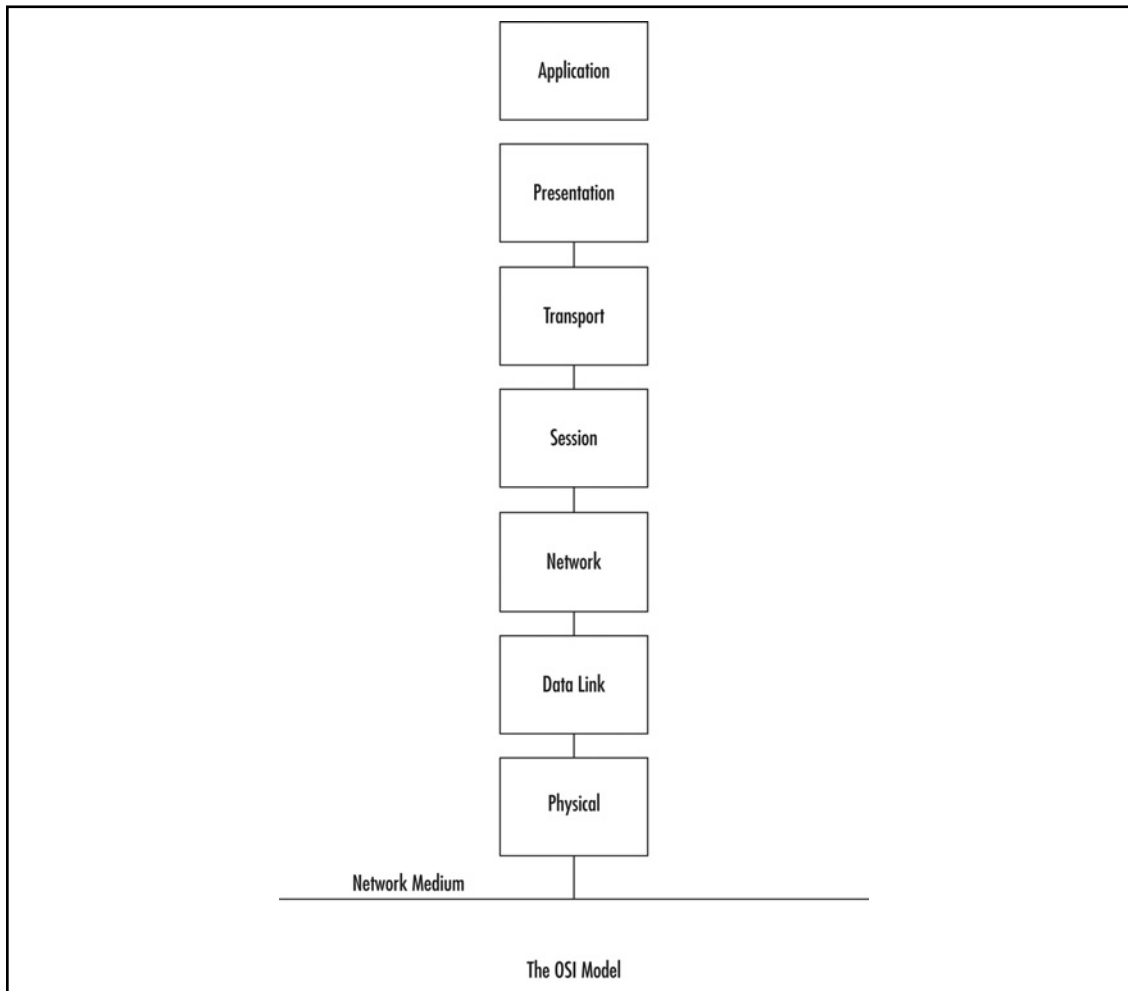 Application
Presentation
Transport
Session
Network
Data Link
Physical
Network Medium
The OSI Model